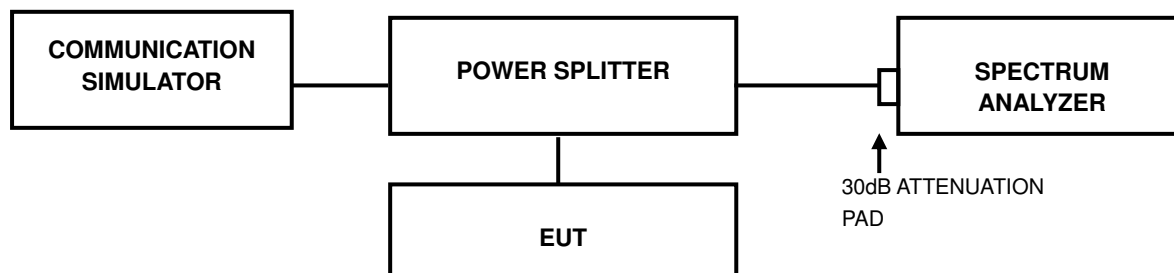 COMMUNICATION
SIMULATOR
POWER SPLITTER
SPECTRUM
ANALYZER
30dB ATTENUATION
PAD
EUT